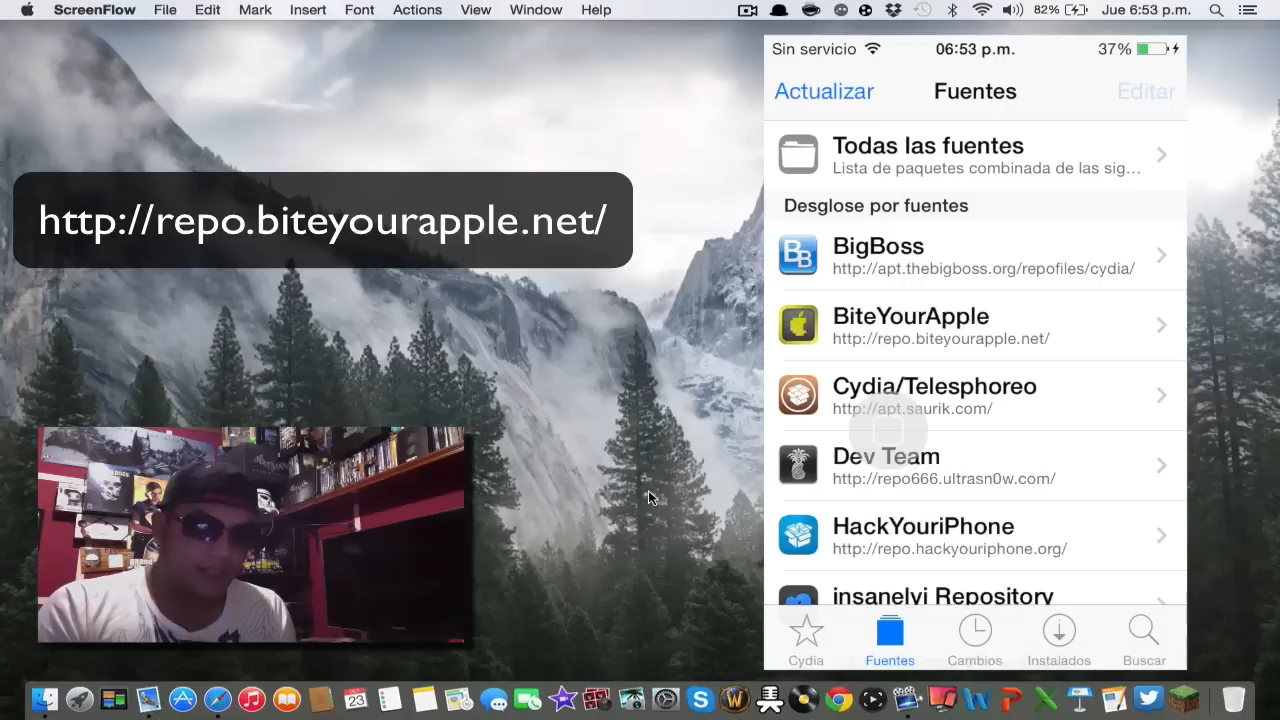 ScreenFlow File Edit Mark Insert Font Actions View Window Help 82% Jue 6:53 p.m.
http://repo.biteyourapple.net/
Sin servicio 06:53 p.m. 37%
Actualizar Fuentes Editar
Todas las fuentes
Lista de paquetes combinada de las sig...
Desglose por fuentes
BigBoss
http://apt.thebigboss.org/repofiles/cydia/
BiteYourApple
http://repo.biteyourapple.net/
Cydia/Telesphoreo
http://apt.saurik.com/
Dev Team
http://repo666.ultrasn0w.com/
HackYouriPhone
http://repo.hackyouriphone.org/
insanelyi Repository
Cydia Fuentes Cambios Instalados Buscar